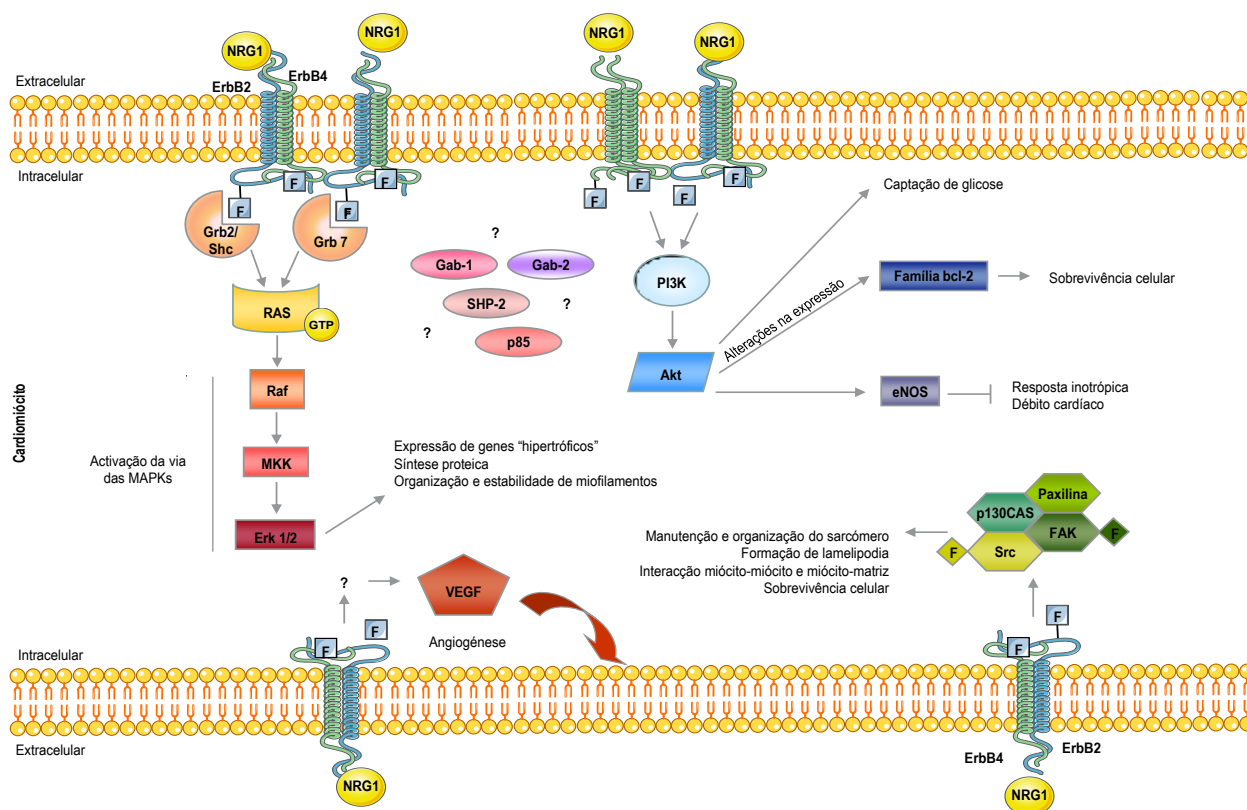 NRG1
NRG1
NRG1
NRG1
ErbB4
ErbB2
Extracelular
Intracelular
F
F
F
F
F
F
F
F
Grb2/
Shc
Grb 7
RAS
GTP
Raf
MKK
Erk 1/2
Activação da via
das MAPKs
Cardiomiócito
Expressão de genes “hipertróficos”
Síntese proteica
Organização e estabilidade de miofilamentos
?
Gab-1
Gab-2
SHP-2
?
?
p85
PI3K
Akt
Captação de glicose
Alterações na expressão
Família bcl-2
Sobrevivência celular
eNOS
Resposta inotrópica
Débito cardíaco
Paxilina
p130CAS
FAK
F
Src
F
Manutenção e organização do sarcómero
Formação de lamelipodia
Interacção miócito-miócito e miócito-matriz
Sobrevivência celular
?
VEGF
Angiogénese
F
F
F
F
Intracelular
Extracelular
NRG1
ErbB4
ErbB2
NRG1